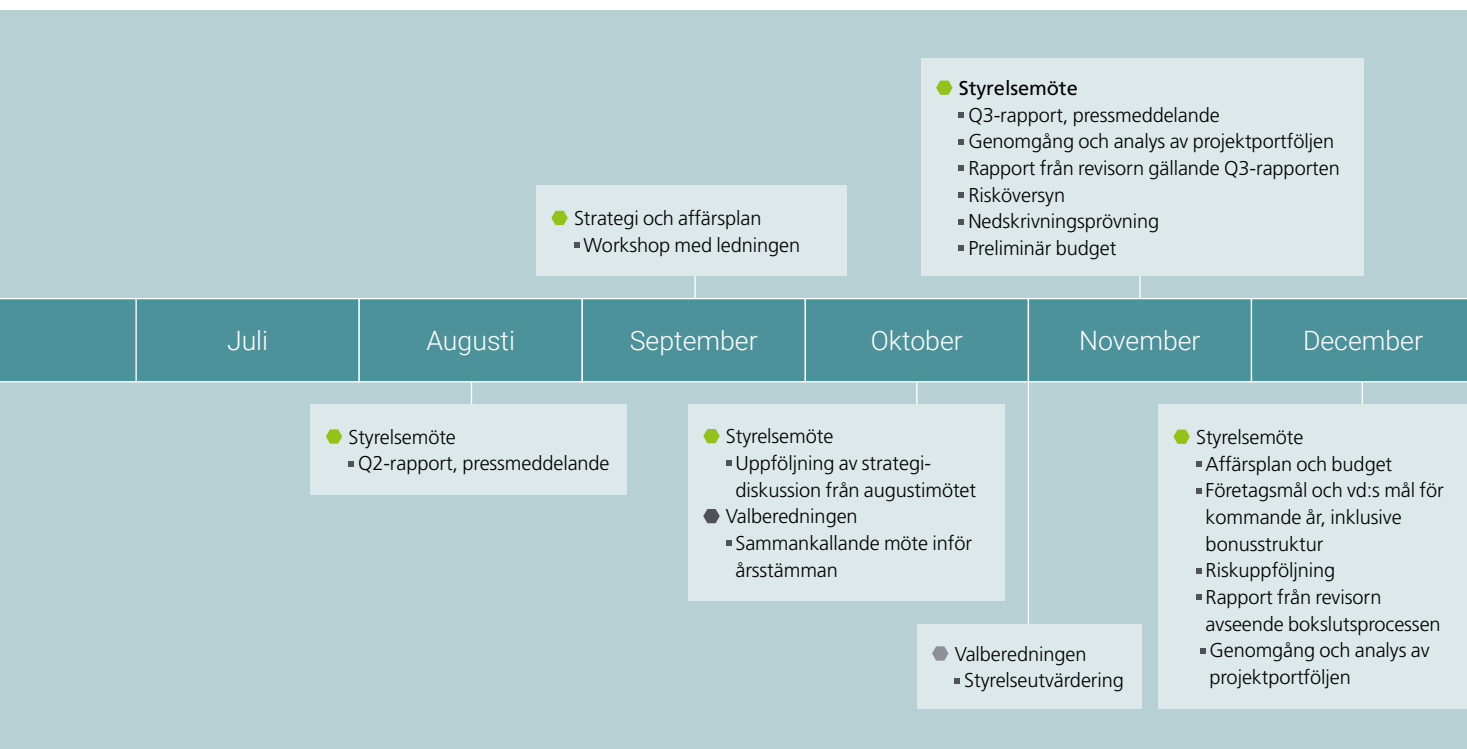 Styrelsemöte
Q3-rapport, pressmeddelande
Genomgång och analys av projektportföljen
Rapport från revisorn gällande Q3-rapporten
Risköversyn
Nedskrivningsprövning
Preliminär budget
Strategi och affärsplan
Workshop med ledningen
Juli
Augusti
September
Oktober
November
December
Styrelsemöte
Q2-rapport, pressmeddelande
Styrelsemöte
Uppföljning av strategi-
diskussion från augustimötet
Valberedningen
Sammankallande möte inför
årsstämman
Valberedningen
Styrelseutvärdering
Styrelsemöte
Affärsplan och budget
Företagsmål och vd:s mål för
kommande år, inklusive
bonusstruktur
Riskuppföljning
Rapport från revisorn
avseende bokslutsprocessen
Genomgång och analys av
projektportföljen